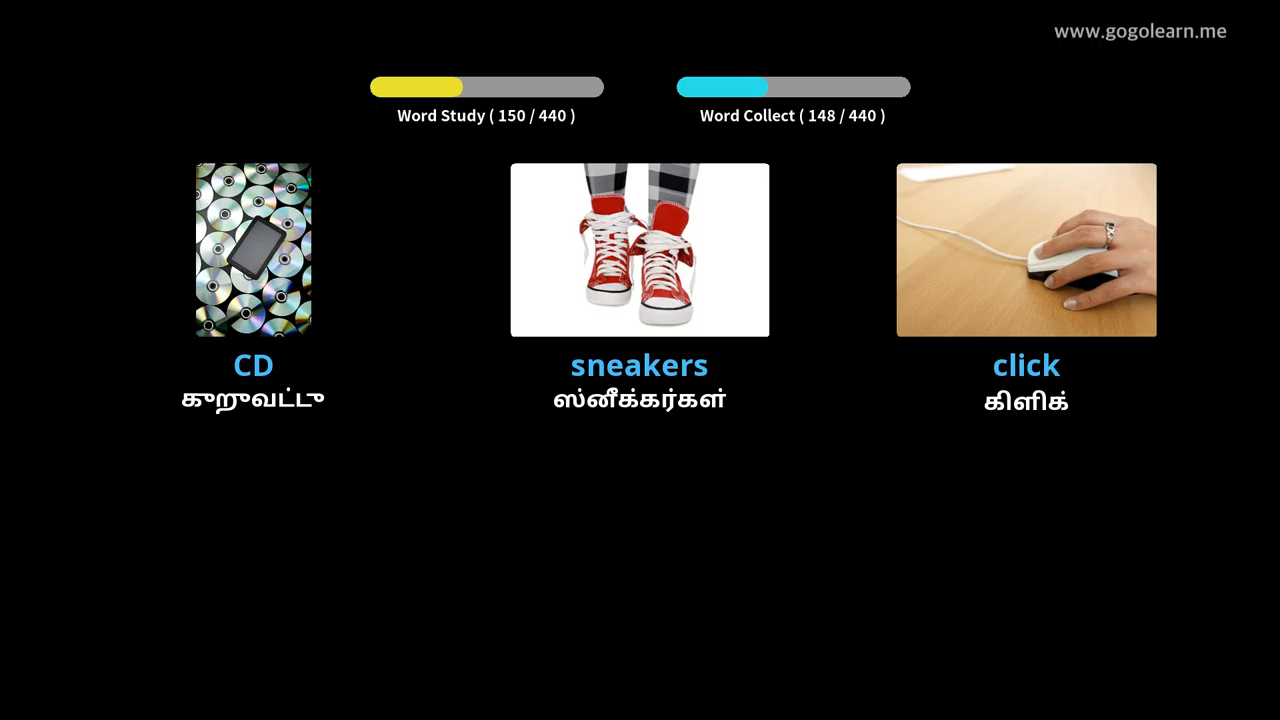 www.gogolearn.me
Word Study ( 150 / 440 )
Word Collect ( 148 / 440 )
CD
sneakers
click
குறுவட்டு
ஸ்னீக்கர்கள்
கிளிக்